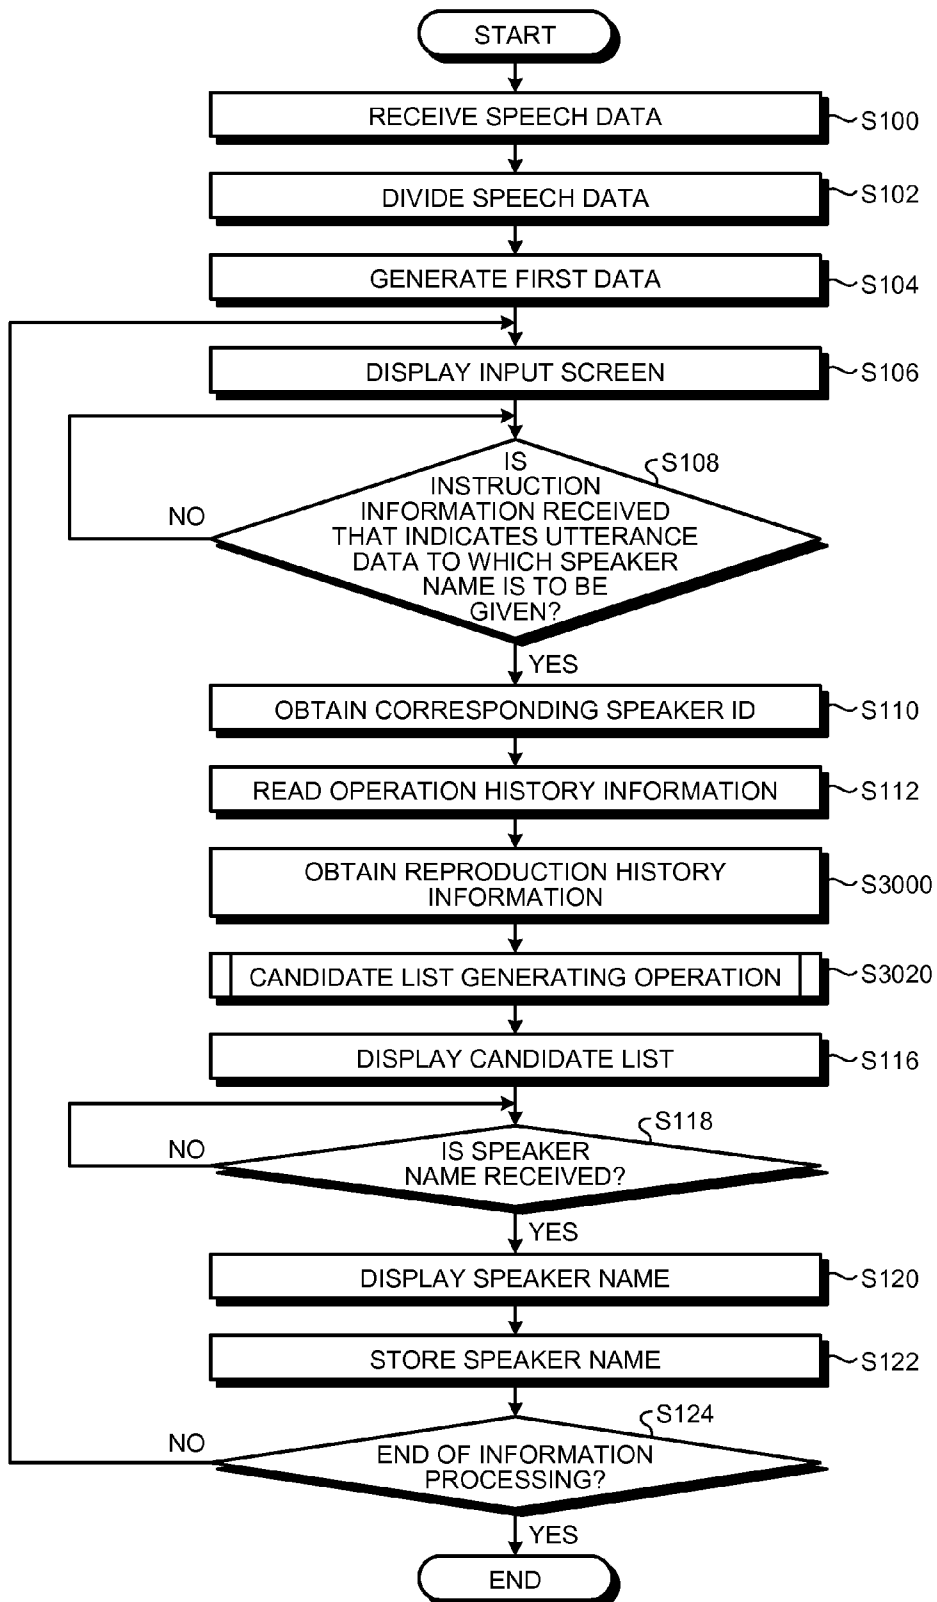 START
RECEIVE SPEECH DATA
S100
DIVIDE SPEECH DATA
S102
GENERATE FIRST DATA
S104
DISPLAY INPUT SCREEN
S106
S108
IS
INSTRUCTION
INFORMATION RECEIVED
THAT INDICATES UTTERANCE
DATA TO WHICH SPEAKER
NAME IS TO BE
GIVEN?
NO
YES
OBTAIN CORRESPONDING SPEAKER ID
S110
READ OPERATION HISTORY INFORMATION
S112
OBTAIN REPRODUCTION HISTORY
INFORMATION
S3000
CANDIDATE LIST GENERATING OPERATION
S3020
DISPLAY CANDIDATE LIST
S116
S118
IS SPEAKER
NAME RECEIVED?
NO
YES
DISPLAY SPEAKER NAME
S120
STORE SPEAKER NAME
S122
S124
END OF INFORMATION
PROCESSING?
NO
YES
END